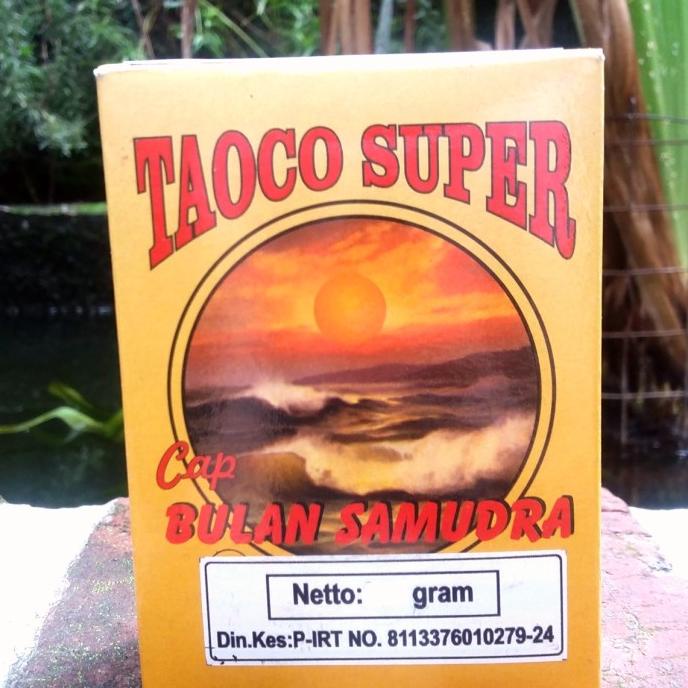 TAOCO SUPER
Cap
BULAN SAMUDRA
Netto: gram
Din.Kes:P-IRT NO. 8113376010279-24